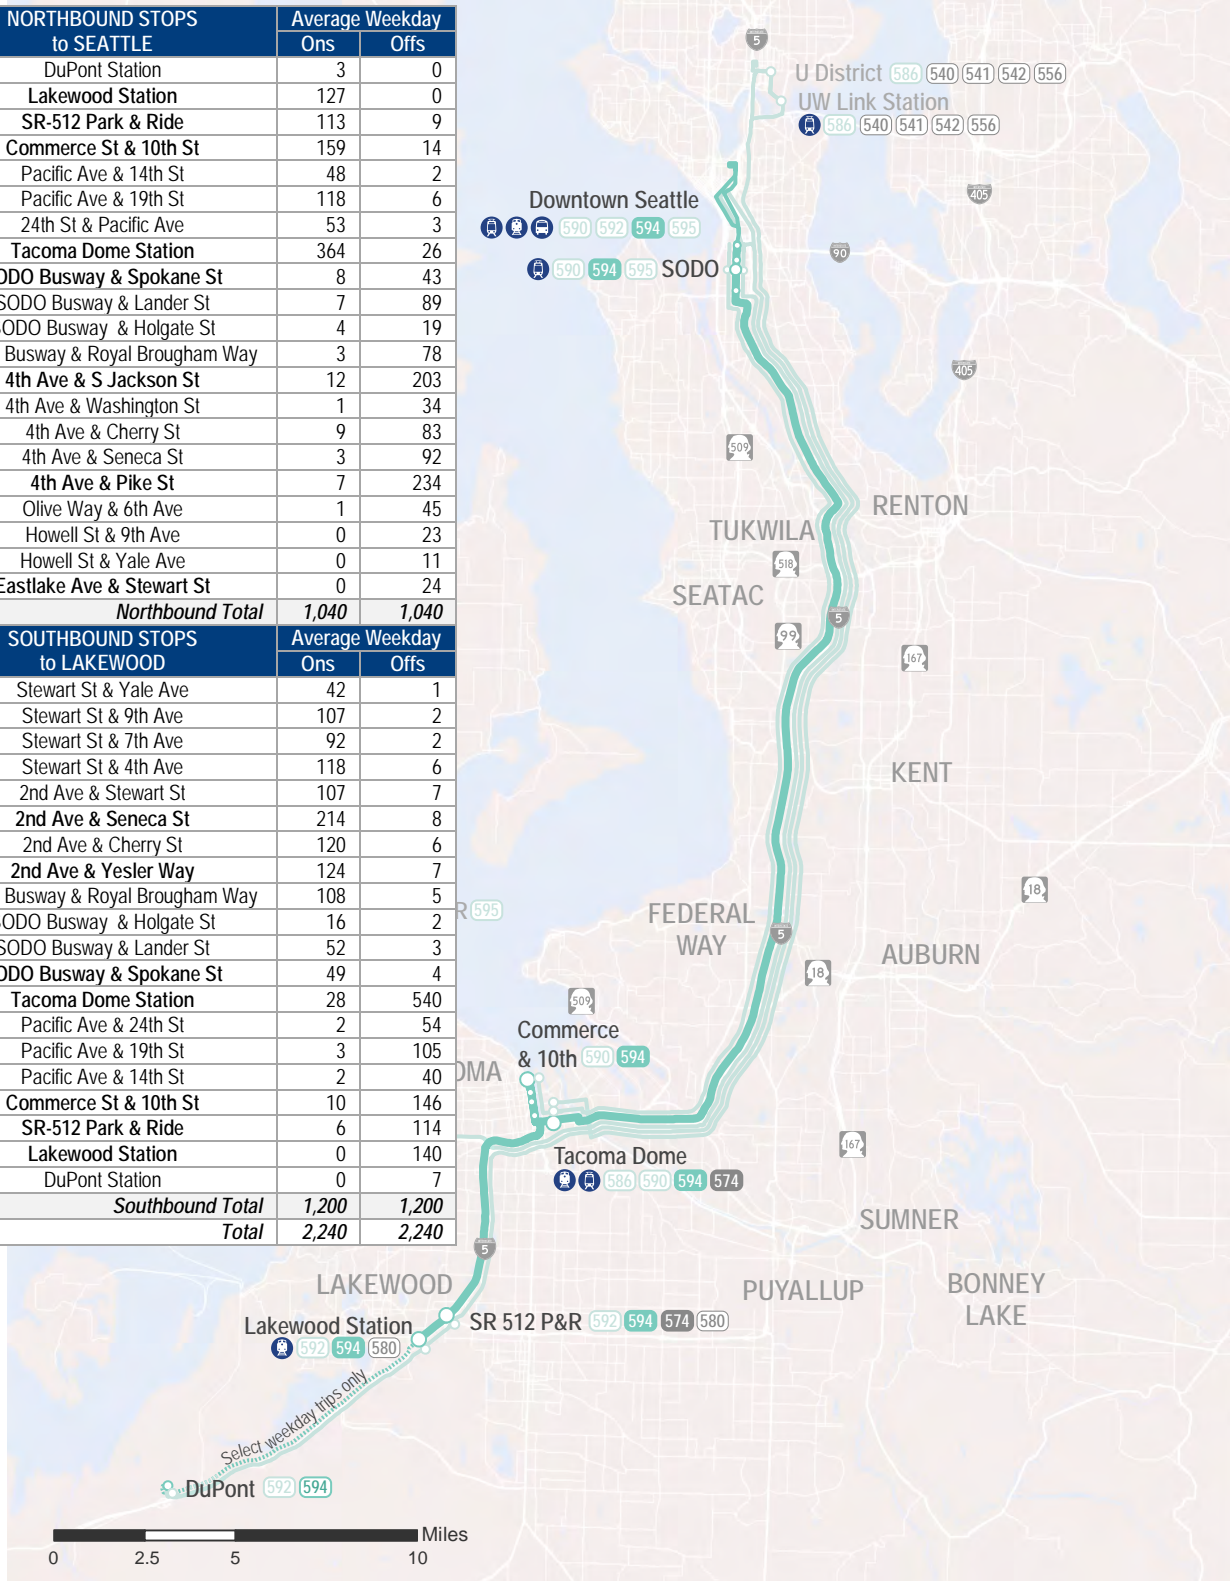 NORTHBOUND STOPS Average Weekday
to SEATTLE Ons Offs
DuPont Station 3 0
Lakewood Station 127 0
SR-512 Park & Ride 113 9
Commerce St & 10th St 159 14
Pacific Ave & 14th St 48 2
Pacific Ave & 19th St 118 6
24th St & Pacific Ave 53 3
Tacoma Dome Station 364 26
ODO Busway & Spokane St 8 43
SODO Busway & Lander St 7 89
ODO Busway & Holgate St 4 19
Busway & Royal Brougham Way 3 78
4th Ave & S Jackson St 12 203
4th Ave & Washington St 1 34
4th Ave & Cherry St 9 83
4th Ave & Seneca St 3 92
4th Ave & Pike St 7 234
Olive Way & 6th Ave 1 45
Howell St & 9th Ave 0 23
Howell St & Yale Ave 0 11
Eastlake Ave & Stewart St 0 24
Northbound Total 1,040 1,040
SOUTHBOUND STOPS Average Weekday
to LAKEWOOD Ons Offs
Stewart St & Yale Ave 42 1
Stewart St & 9th Ave 107 2
Stewart St & 7th Ave 92 2
Stewart St & 4th Ave 118 6
2nd Ave & Stewart St 107 7
2nd Ave & Seneca St 214 8
2nd Ave & Cherry St 120 6
2nd Ave & Yesler Way 124 7
Busway & Royal Brougham Way 108 5
ODO Busway & Holgate St 16 2
SODO Busway & Lander St 52 3
ODO Busway & Spokane St 49 4
Tacoma Dome Station 28 540
Pacific Ave & 24th St 2 54
Pacific Ave & 19th St 3 105
Pacific Ave & 14th St 2 40
Commerce St & 10th St 10 146
SR-512 Park & Ride 6 114
Lakewood Station 0 140
DuPont Station 0 7
Southbound Total 1,200 1,200
Total 2,240 2,240
5
U District 586 540 541 542 556
UW Link Station
586 540 541 542 556
405
Downtown Seattle
590 592 594 595
90
590 594 595 SODO
405
509
RENTON
TUKWILA
518
SEATAC
5
99
167
KENT
18
R 595
FEDERAL
WAY
5
AUBURN
18
509
Commerce
& 10th 590 594
OMA
167
Tacoma Dome
586 590 594 574
SUMNER
5
LAKEWOOD
PUYALLUP
BONNEY
LAKE
SR 512 P&R 592 594 574 580
Lakewood Station
592 594 580
Select weekday trips only
DuPont 592 594
Miles
0 2.5 5 10